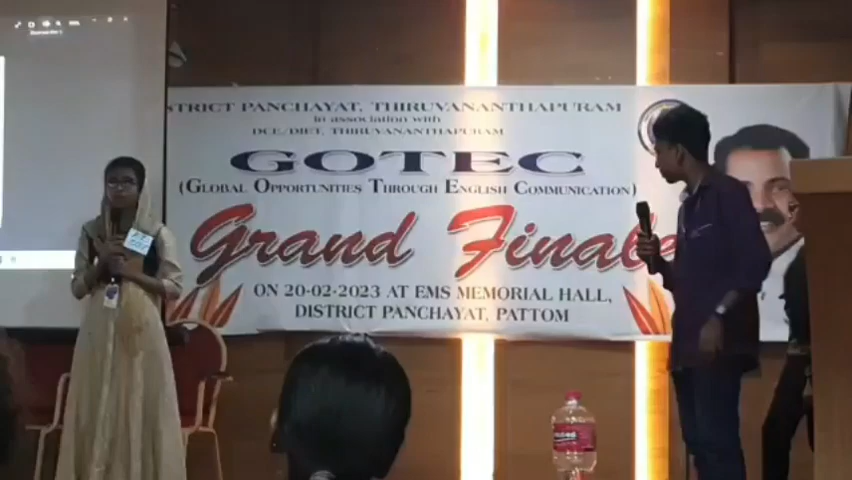 STRICT PANCHAYAT, THIRUVANANTHAPURAM
in association with
DCE/DIET, THIRUVANANTHAPURAM
GOTEC
(GLOBAL OPPORTUNITIES THROUGH ENGLISH COMMUNICATION)
Grand Finale
ON 20-02-2023 AT EMS MEMORIAL HALL,
DISTRICT PANCHAYAT, PATTOM